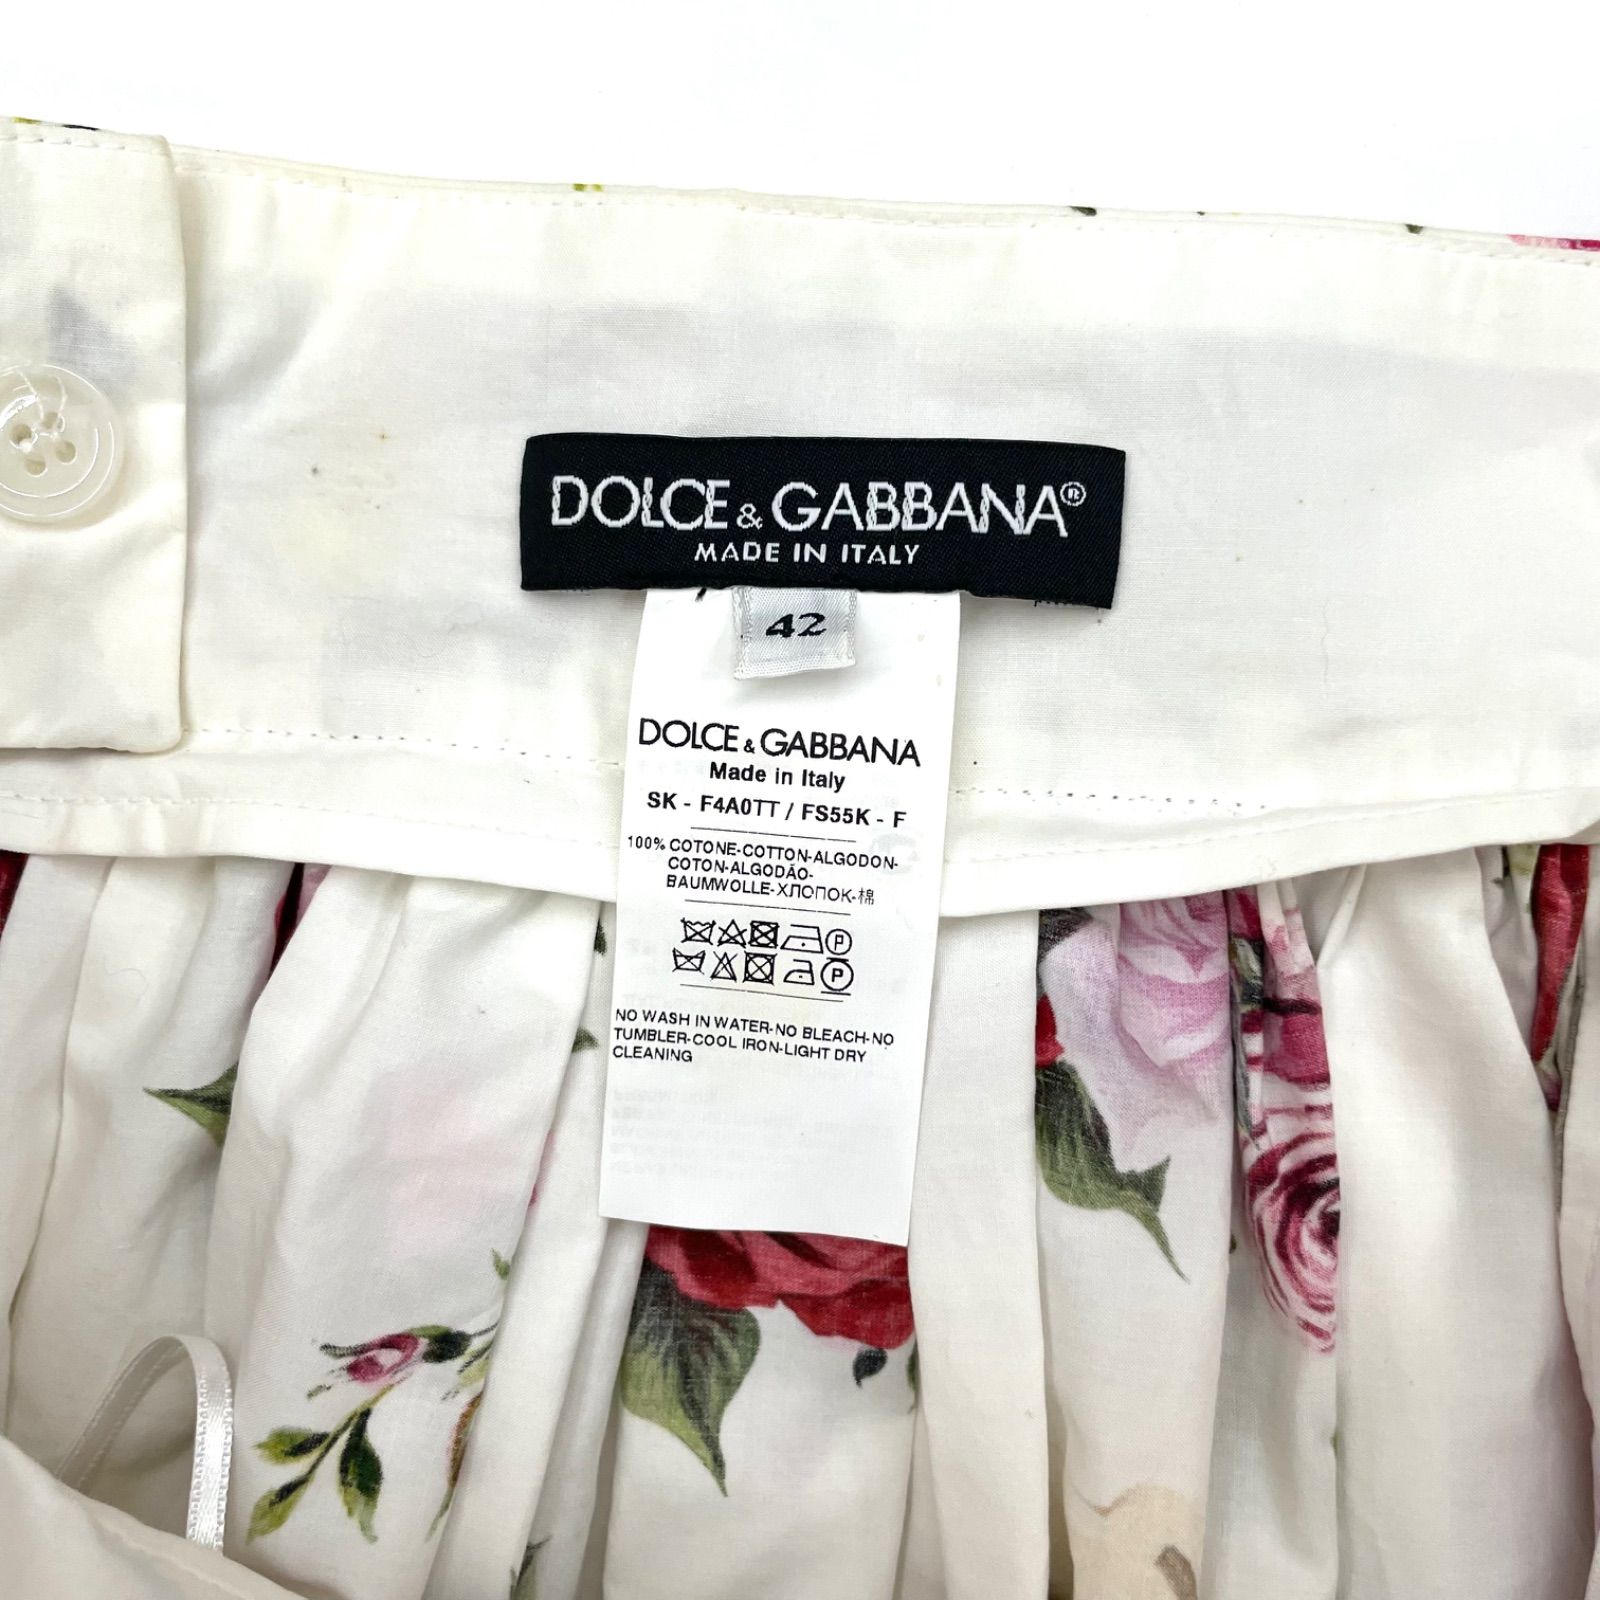 DOLCE & GABBANA®
MADE IN ITALY
42
DOLCE & GABBANA
Made in Italy
SK - F4A0TT / FS55K - F
100% COTONE-COTTON-ALGODON-
COTON-ALGODÃO-
BAUMWOLLE-ХЛОПОК-棉
P
P
NO WASH IN WATER-NO BLEACH-NO
TUMBLER-COOL IRON-LIGHT DRY
CLEANING